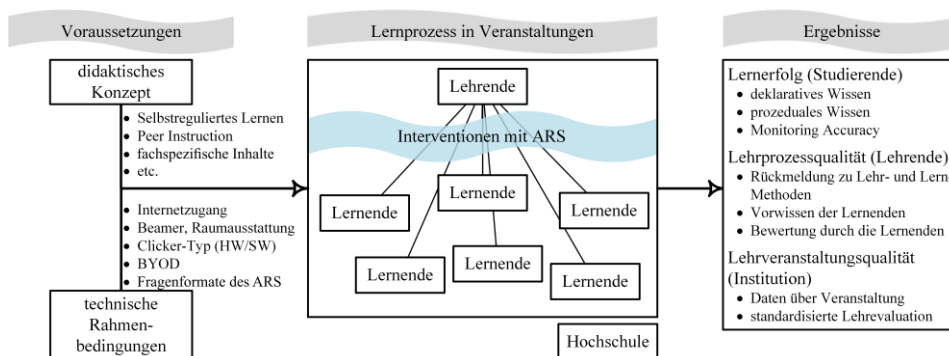 Voraussetzungen
didaktisches
Konzept
• Selbstreguliertes Lernen
• Peer Instruction
• fachspezifische Inhalte
• etc.
• Internetzugang
• Beamer, Raumausstattung
• Clicker-Typ (HW/SW)
• BYOD
• Fragenformate des ARS
technische
Rahmen-
bedingungen
Lernprozess in Veranstaltungen
Lehrende
Interventionen mit ARS
Lernende
Lernende
Lernende
Lernende
Lernende
Lernende
Hochschule
Ergebnisse
Lernerfolg (Studierende)
• deklaratives Wissen
• prozeduales Wissen
• Monitoring Accuracy
Lehrprozessqualität (Lehrende)
• Rückmeldung zu Lehr- und Lern-
Methoden
• Vorwissen der Lernenden
• Bewertung durch die Lernenden
Lehrveranstaltungsqualität
(Institution)
• Daten über Veranstaltung
• standardisierte Lehrevaluation